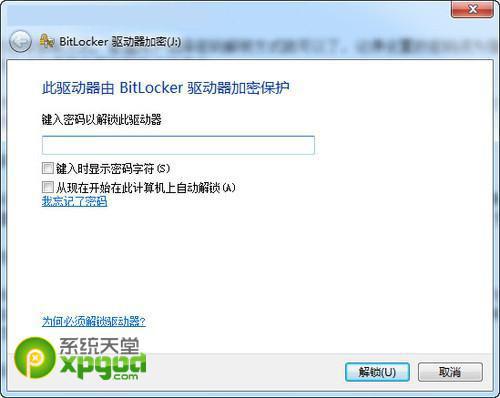 BitLocker 驱动器加密(J:)
此驱动器由 BitLocker 驱动器加密保护
键入密码以解锁此驱动器
键入时显示密码字符(S)
从现在开始在此计算机上自动解锁(A)
我忘记了密码
为何必须解锁驱动器?
系统天堂
xpgod.com
解锁(U)
取消